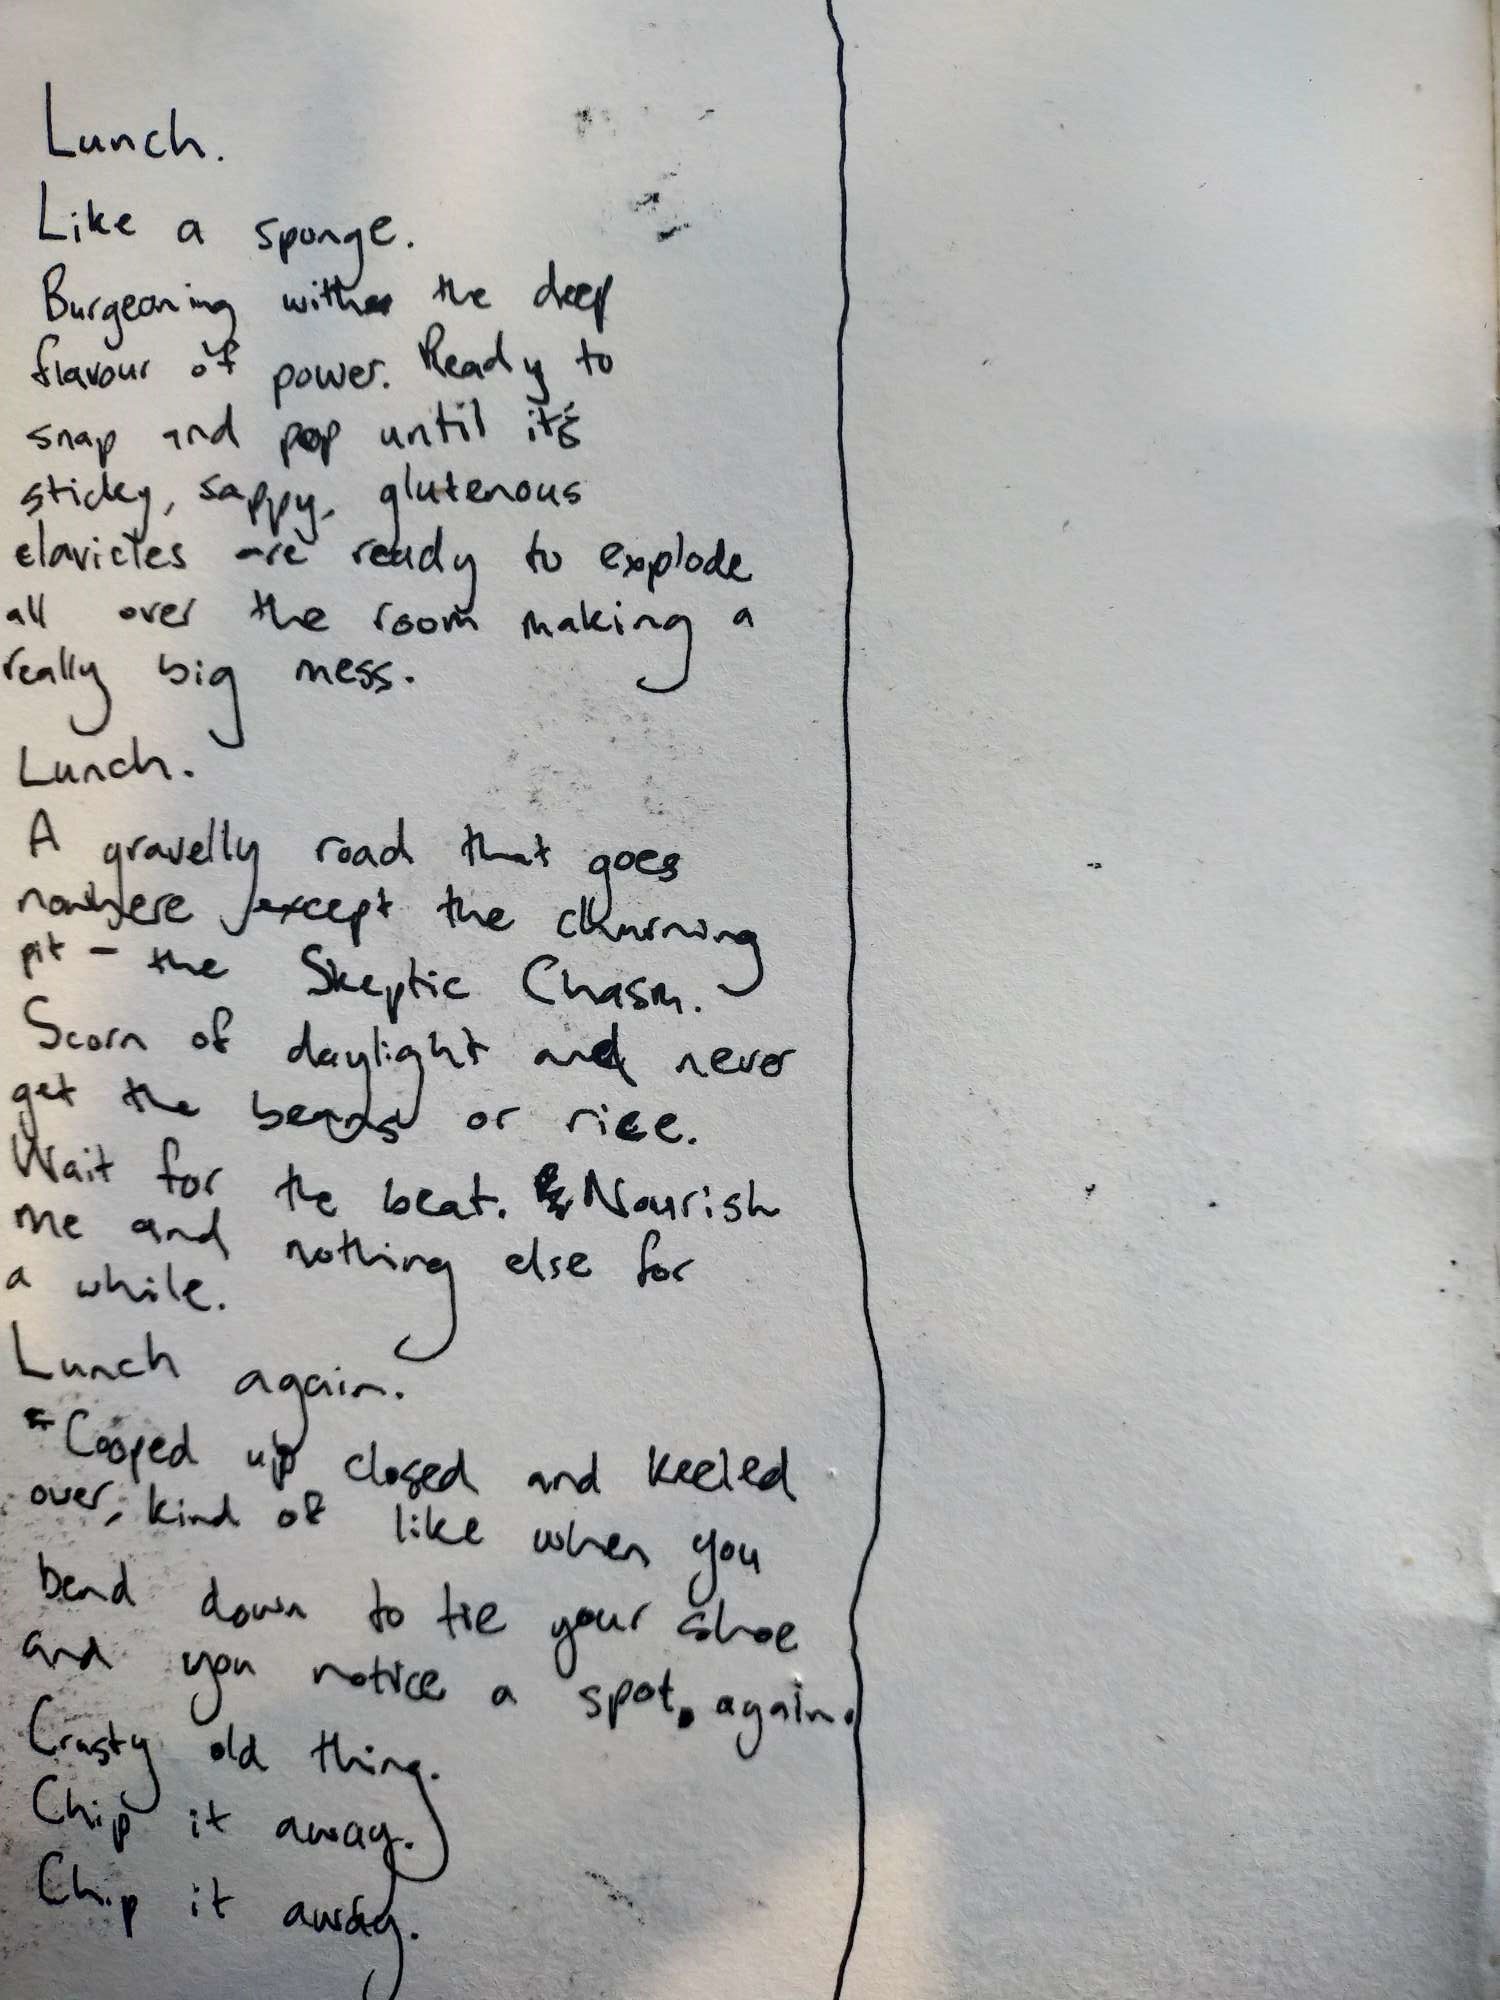 Lunch.
Like a sponge.
Burgeoning with the deep
flavour of power. Ready to
snap and pop until its
sticky, sappy, glutenous
clavicles are ready to explode
all over the room making a
really big mess.
Lunch.
A gravelly road that goes
nowhere except the churning
pit - the Skeptic Chasm.
Scorn of daylight and never
get the beans or rice.
Wait for the beat. Nourish
me and nothing else for
a while.
Lunch again.
Cooped up closed and keeled
over, kind of like when you
bend down to tie your shoe
and you notice a spot, again.
Crusty old thing.
Chip it away.
Chip it away.